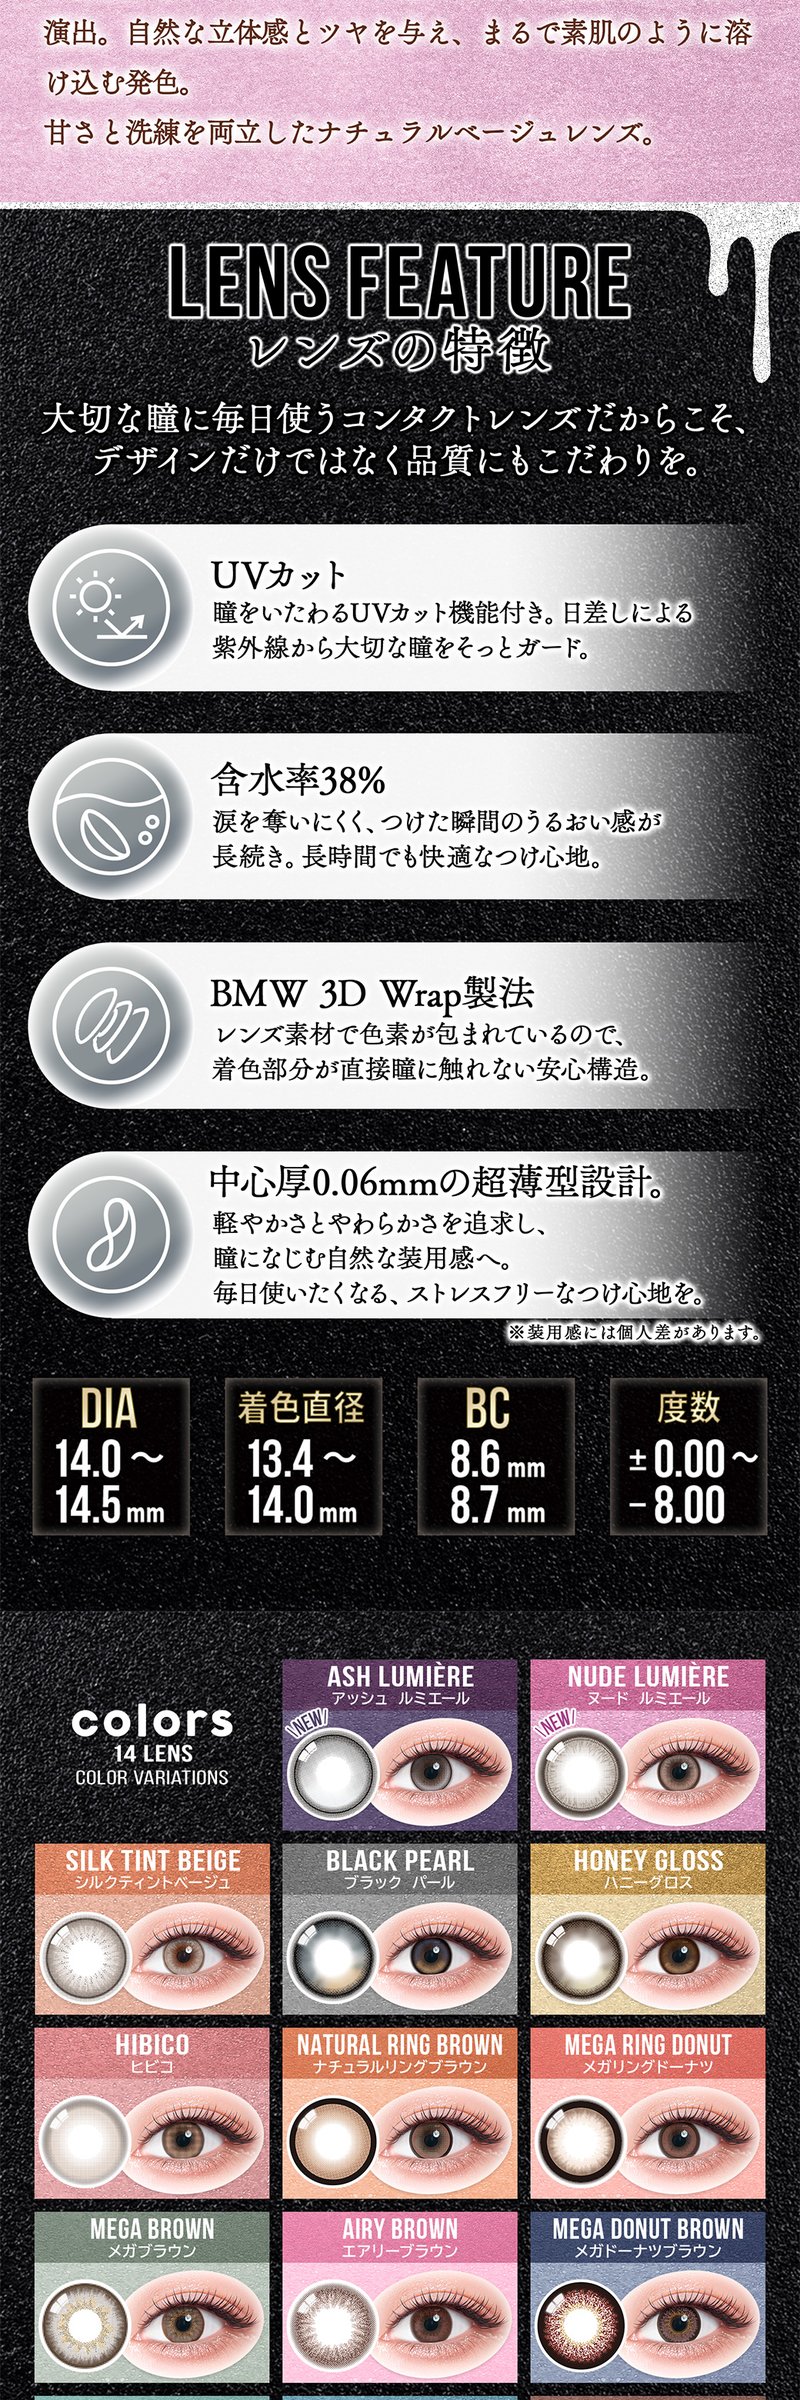 演出。自然な立体感とツヤを与え、まるで素肌のように溶
け込む発色。
甘さと洗練を両立したナチュラルベージュレンズ。
LENS FEATURE
レンズの特徴
大切な瞳に毎日使うコンタクトレンズだからこそ、
デザインだけではなく品質にもこだわりを。
UVカット
瞳をいたわるUVカット機能付き。日差しによる
紫外線から大切な瞳をそっとガード。
含水率38%
涙を奪いにくく、つけた瞬間のうるおい感が
長続き。長時間でも快適なつけ心地。
BMW 3D Wrap製法
レンズ素材で色素が包まれているので、
着色部分が直接瞳に触れない安心構造。
中心厚0.06mmの超薄型設計。
軽やかさとやわらかさを追求し、
瞳になじむ自然な装用感へ。
毎日使いたくなる、ストレスフリーなつけ心地を。
※装用感には個人差があります。
DIA
14.0～
14.5mm
着色直径
13.4～
14.0mm
BC
8.6mm
8.7mm
度数
±0.00～
−8.00
colors
14 LENS
COLOR VARIATIONS
ASH LUMIÈRE
アッシュ ルミエール
\NEW/
NUDE LUMIÈRE
ヌード ルミエール
\NEW/
SILK TINT BEIGE
シルクティントベージュ
BLACK PEARL
ブラック パール
HONEY GLOSS
ハニーグロス
HIBICO
ヒビコ
NATURAL RING BROWN
ナチュラルリングブラウン
MEGA RING DONUT
メガリングドーナツ
MEGA BROWN
メガブラウン
AIRY BROWN
エアリーブラウン
MEGA DONUT BROWN
メガドーナツブラウン